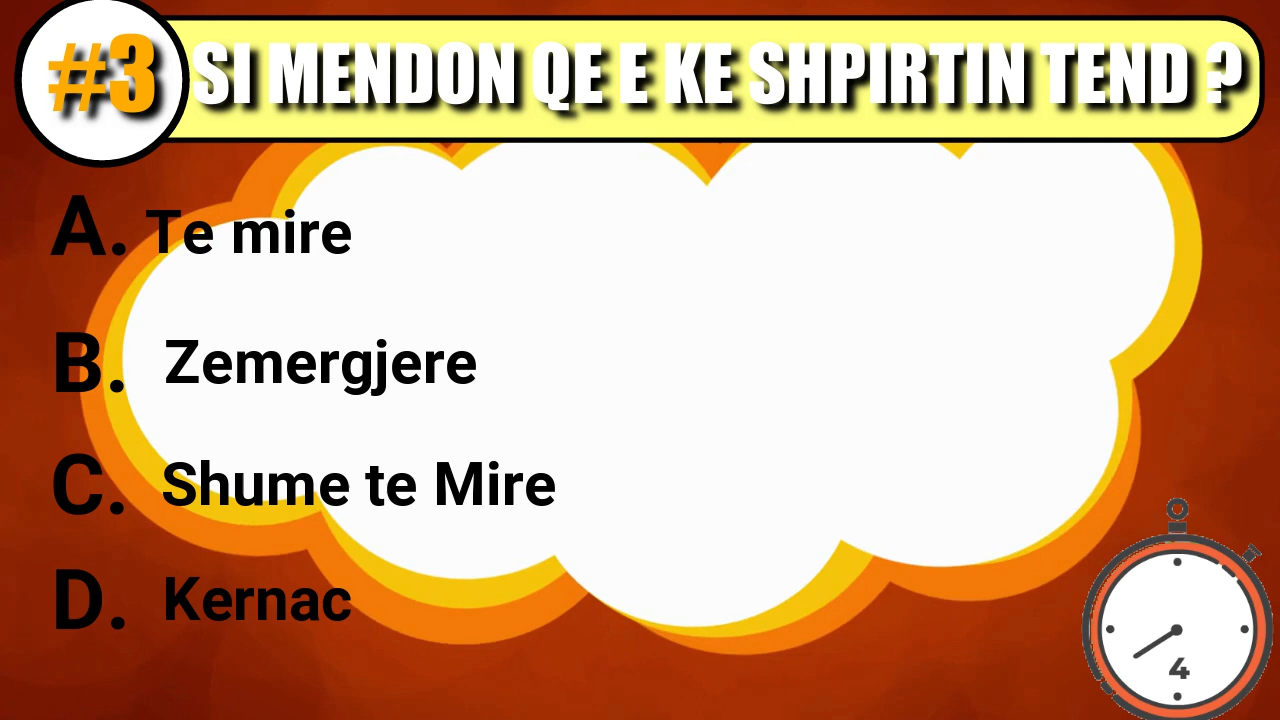 #3 SI MENDON QE E KE SHPIRTIN TEND ?
A. Te mire
B. Zemergjere
C. Shume te Mire
D. Kernac
4